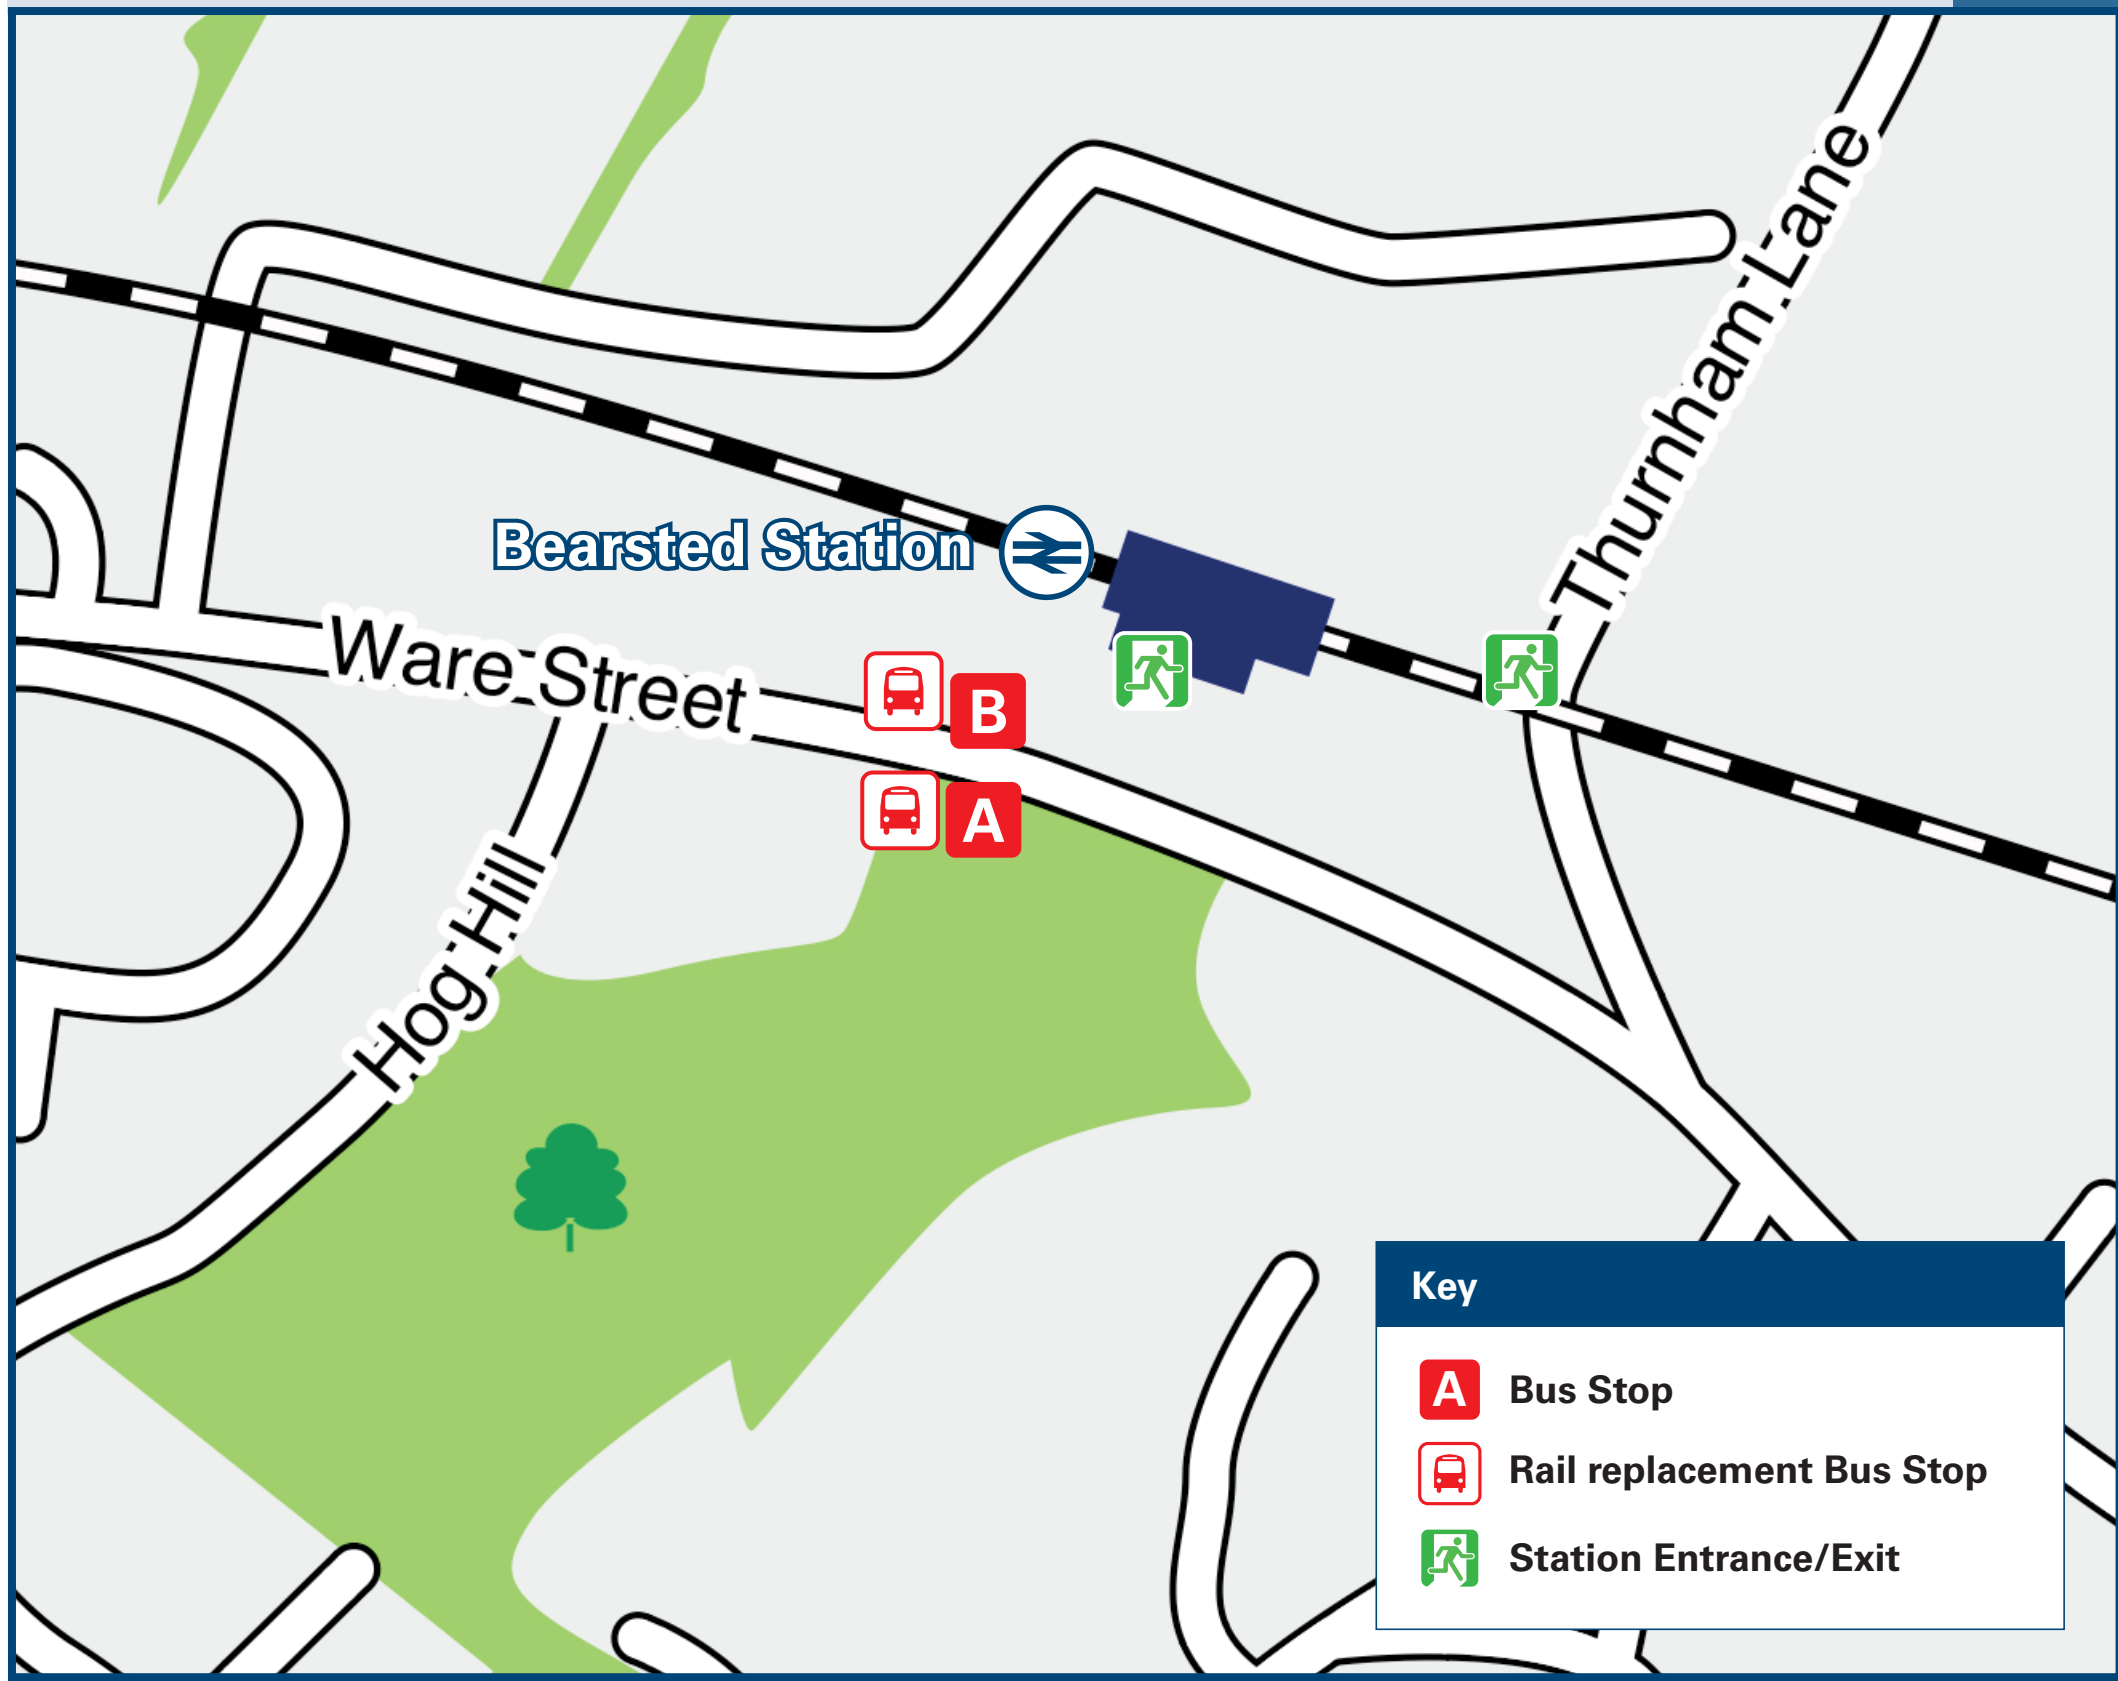 Thurnham Lane
Bearsted Station
Ware Street
B
A
Hog Hill
Key
A Bus Stop
Rail replacement Bus Stop
Station Entrance/Exit